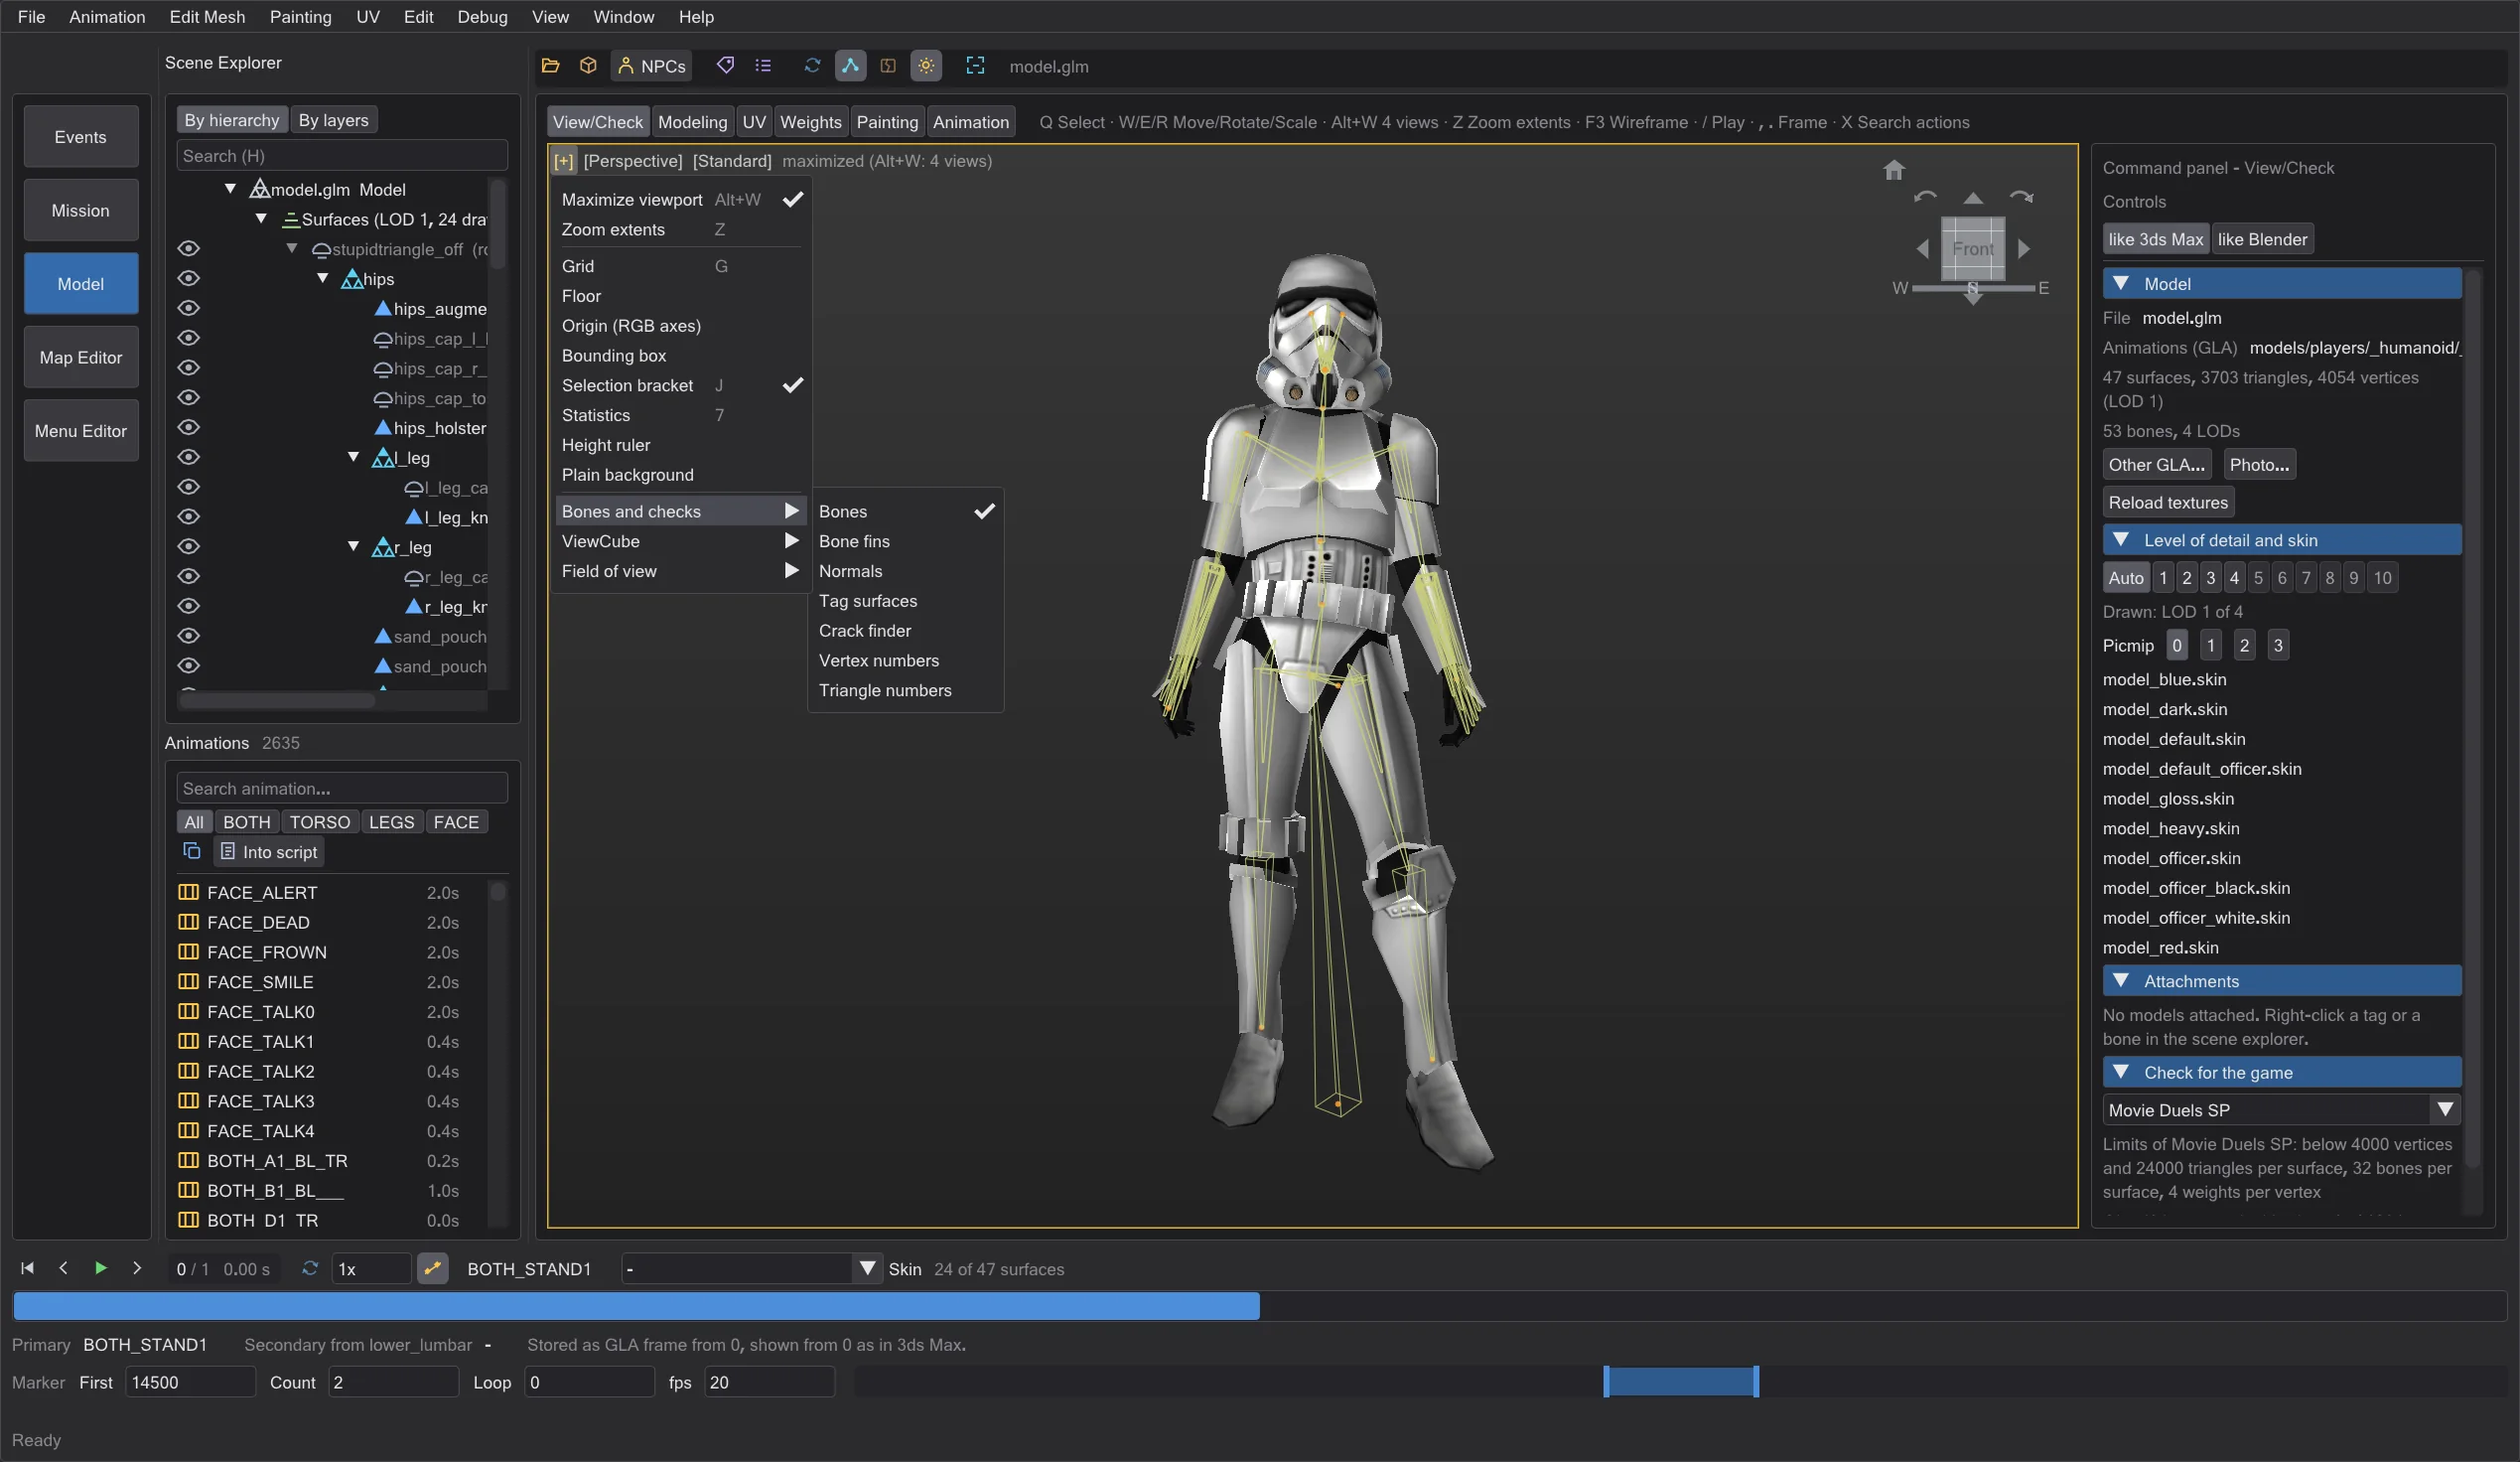 File Animation Edit Mesh Painting UV Edit Debug View Window Help
Scene Explorer
NPCs
model.glm
Events
Mission
Model
Map Editor
Menu Editor
By hierarchy By layers
Search (H)
model.glm Model
Surfaces (LOD 1, 24 dra
stupidtriangle_off (ro
hips
hips_augme
hips_cap_l_l
hips_cap_r_
hips_cap_to
hips_holster
l_leg
l_leg_ca
l_leg_kn
r_leg
r_leg_ca
r_leg_kn
sand_pouch
sand_pouch
Animations 2635
Search animation...
All BOTH TORSO LEGS FACE
Into script
FACE_ALERT 2.0s
FACE_DEAD 2.0s
FACE_FROWN 2.0s
FACE_SMILE 2.0s
FACE_TALK0 2.0s
FACE_TALK1 0.4s
FACE_TALK2 0.4s
FACE_TALK3 0.4s
FACE_TALK4 0.4s
BOTH_A1_BL_TR 0.2s
BOTH_B1_BL___ 1.0s
BOTH_D1_TR 0.0s
View/Check Modeling UV Weights Painting Animation Q Select · W/E/R Move/Rotate/Scale · Alt+W 4 views · Z Zoom extents · F3 Wireframe · / Play · , . Frame · X Search actions
[+] [Perspective] [Standard] maximized (Alt+W: 4 views)
Maximize viewport Alt+W
Zoom extents Z
Grid G
Floor
Origin (RGB axes)
Bounding box
Selection bracket J
Statistics 7
Height ruler
Plain background
Bones and checks
ViewCube
Field of view
Bones
Bone fins
Normals
Tag surfaces
Crack finder
Vertex numbers
Triangle numbers
Front
W S E
Command panel - View/Check
Controls
like 3ds Max like Blender
Model
File model.glm
Animations (GLA) models/players/_humanoid/_
47 surfaces, 3703 triangles, 4054 vertices
(LOD 1)
53 bones, 4 LODs
Other GLA... Photo...
Reload textures
Level of detail and skin
Auto 1 2 3 4 5 6 7 8 9 10
Drawn: LOD 1 of 4
Picmip 0 1 2 3
model_blue.skin
model_dark.skin
model_default.skin
model_default_officer.skin
model_gloss.skin
model_heavy.skin
model_officer.skin
model_officer_black.skin
model_officer_white.skin
model_red.skin
Attachments
No models attached. Right-click a tag or a
bone in the scene explorer.
Check for the game
Movie Duels SP
Limits of Movie Duels SP: below 4000 vertices
and 24000 triangles per surface, 32 bones per
surface, 4 weights per vertex
0 / 1 0.00 s 1x BOTH_STAND1 - Skin 24 of 47 surfaces
Primary BOTH_STAND1 Secondary from lower_lumbar - Stored as GLA frame from 0, shown from 0 as in 3ds Max.
Marker First 14500 Count 2 Loop 0 fps 20
Ready